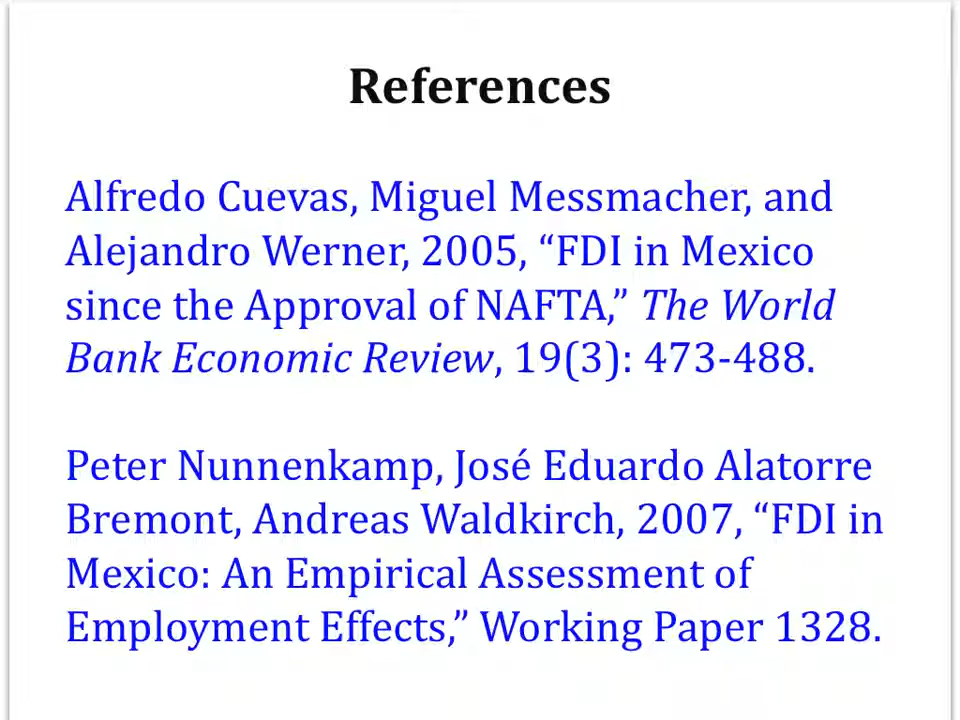 References
Alfredo Cuevas, Miguel Messmacher, and
Alejandro Werner, 2005, “FDI in Mexico
since the Approval of NAFTA,” The World
Bank Economic Review, 19(3): 473-488.
Peter Nunnenkamp, José Eduardo Alatorre
Bremont, Andreas Waldkirch, 2007, “FDI in
Mexico: An Empirical Assessment of
Employment Effects,” Working Paper 1328.